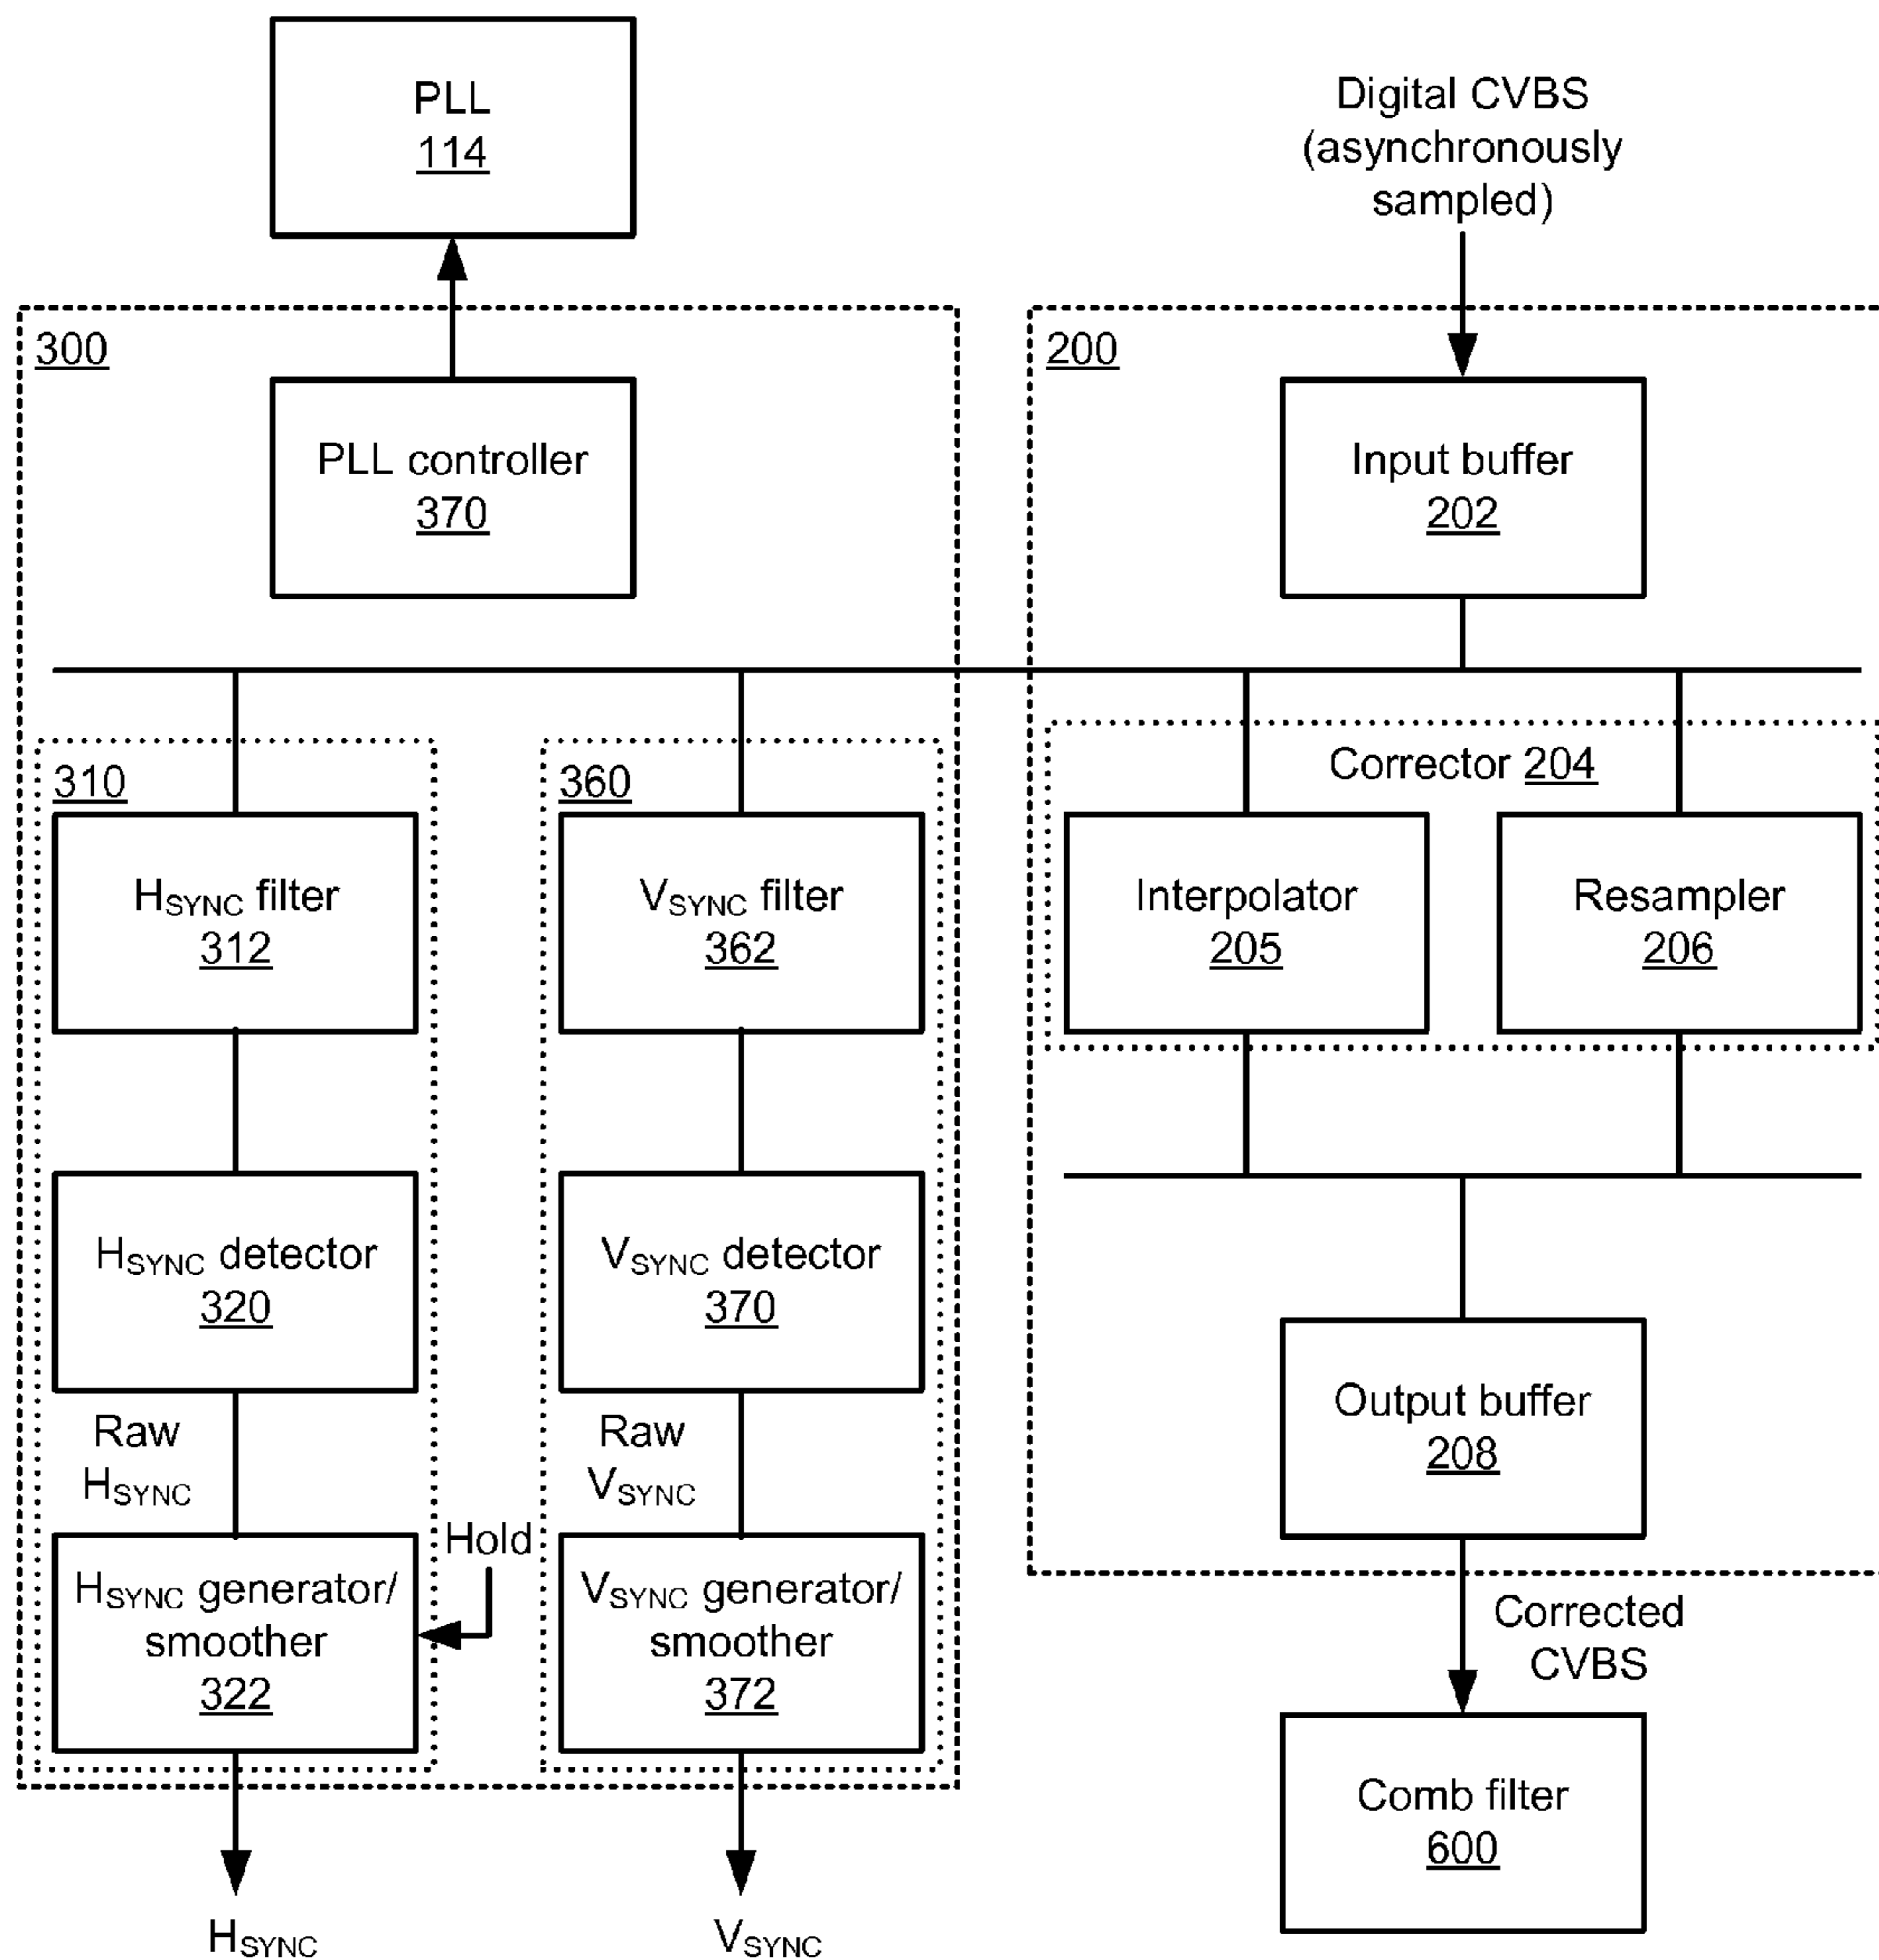 PLL
114
Digital CVBS
(asynchronously
sampled)
300
PLL controller
370
200
Input buffer
202
310
HSYNC filter
312
360
VSYNC filter
362
Corrector 204
Interpolator
205
Resampler
206
HSYNC detector
320
VSYNC detector
370
Output buffer
208
Raw
HSYNC
Raw
VSYNC
Hold
HSYNC generator/
smoother
322
VSYNC generator/
smoother
372
Corrected
CVBS
Comb filter
600
HSYNC
VSYNC